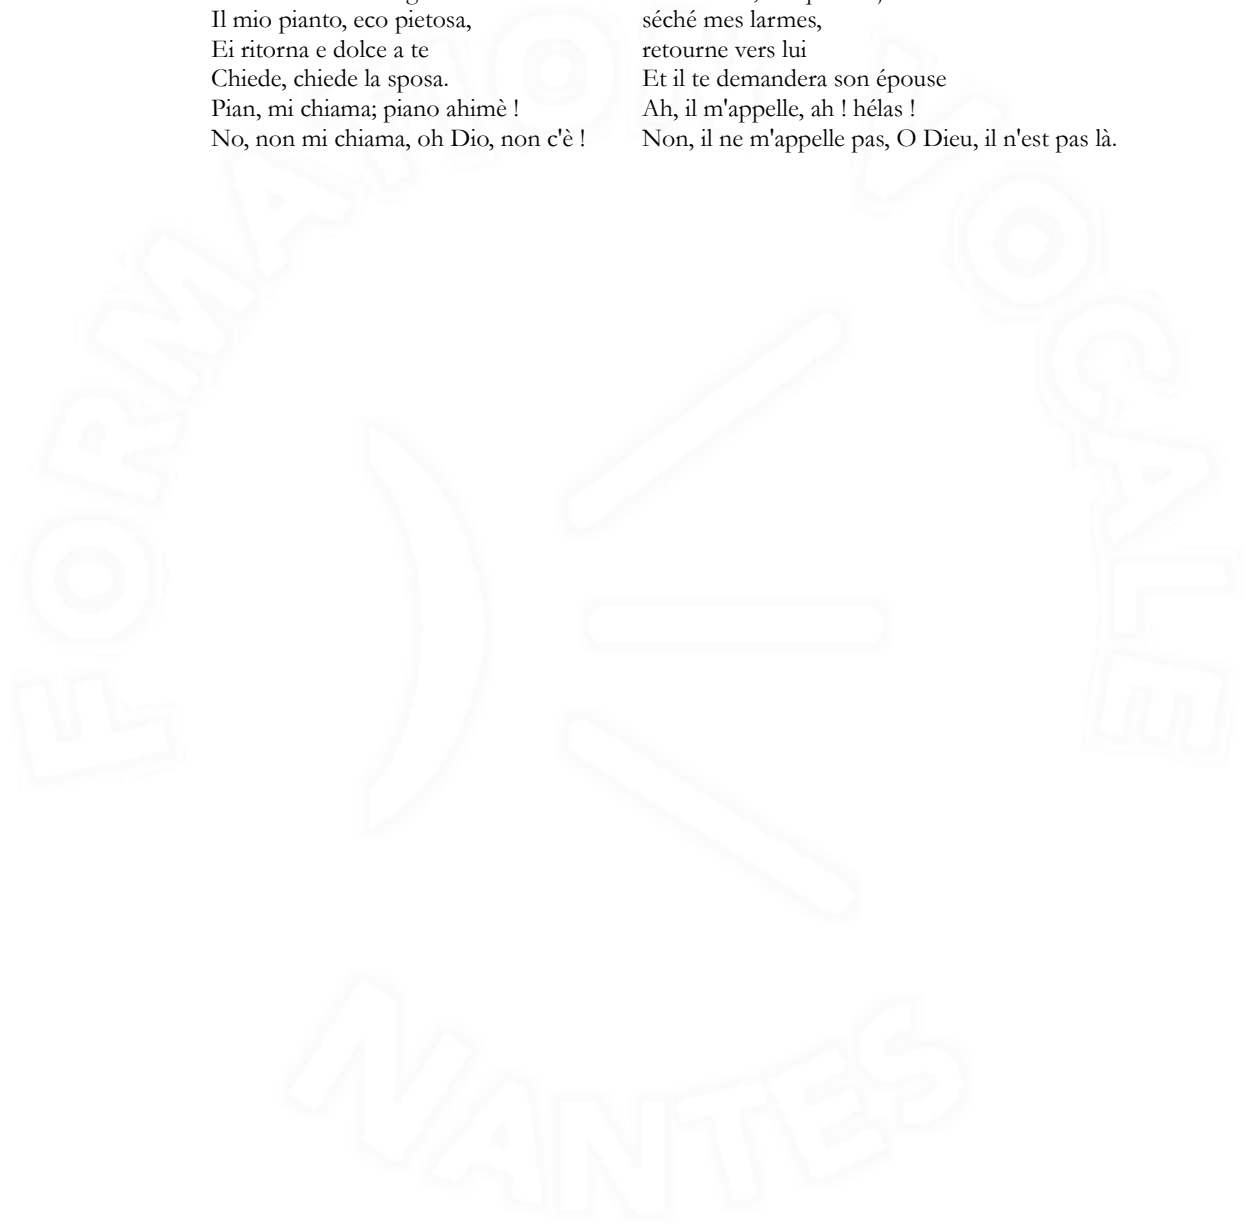 Il mio pianto, eco pietosa,
Ei ritorna e dolce a te
Chiede, chiede la sposa.
Pian, mi chiama; piano ahimè !
No, non mi chiama, oh Dio, non c'è !
séché mes larmes,
retourne vers lui
Et il te demandera son épouse
Ah, il m'appelle, ah ! hélas !
Non, il ne m'appelle pas, O Dieu, il n'est pas là.
FORMATION VOCALE
NANTES